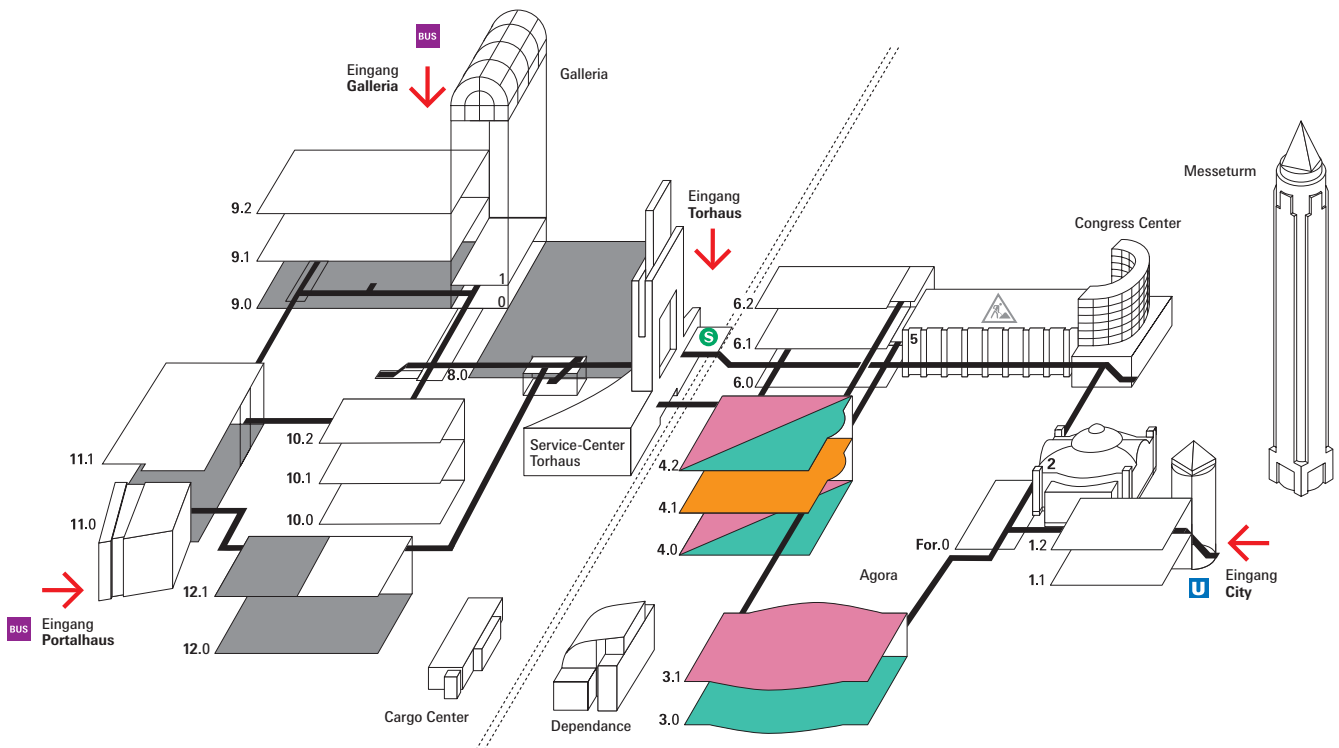 BUS
Eingang
Galleria
Galleria
Messeturm
Eingang
Torhaus
Congress Center
9.2
9.1
9.0
1
0
8.0
S
6.2
6.1
6.0
5
4.2
4.1
4.0
Service-Center
Torhaus
11.1
11.0
10.2
10.1
10.0
12.1
12.0
BUS
Eingang
Portalhaus
2
For.0
1.2
1.1
Agora
U
Eingang
City
3.1
3.0
Cargo Center
Dependance